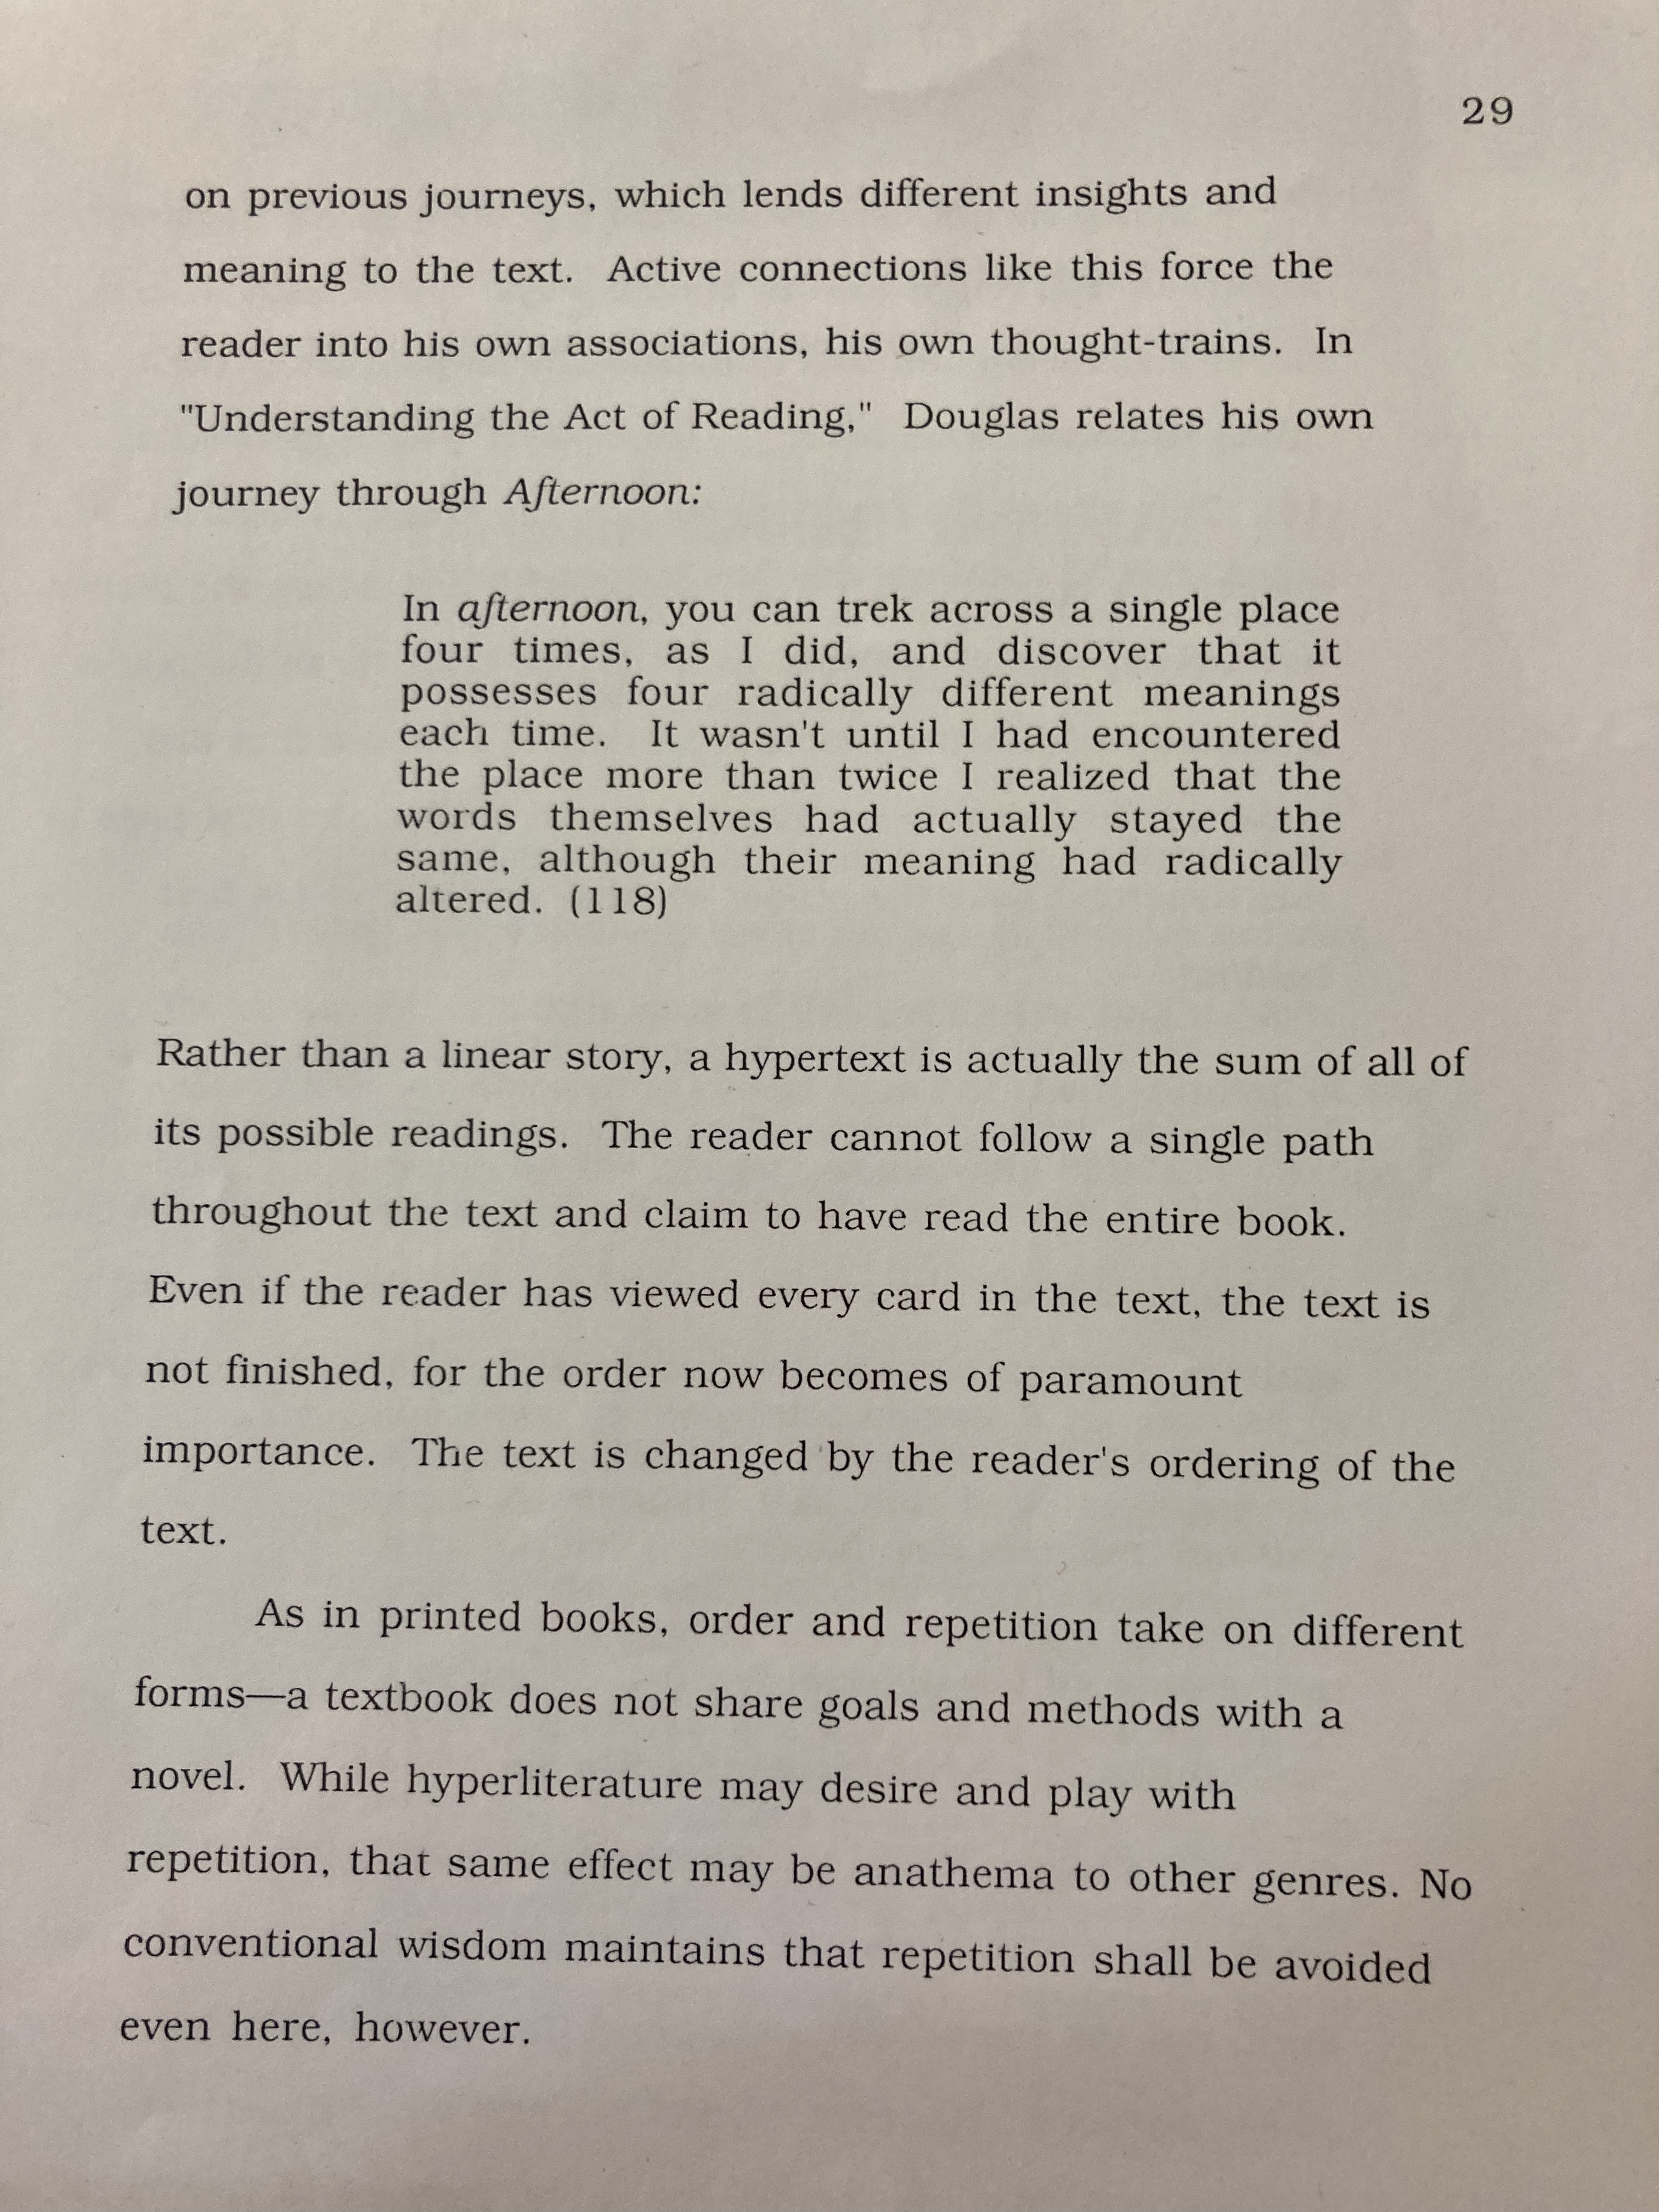 29
on previous journeys, which lends different insights and
meaning to the text.  Active connections like this force the
reader into his own associations, his own thought-trains.  In
"Understanding the Act of Reading,"  Douglas relates his own
journey through Afternoon:
In afternoon, you can trek across a single place
four times, as I did, and discover that it
possesses four radically different meanings
each time.  It wasn't until I had encountered
the place more than twice I realized that the
words themselves had actually stayed the
same, although their meaning had radically
altered.  (118)
Rather than a linear story, a hypertext is actually the sum of all of
its possible readings.  The reader cannot follow a single path
throughout the text and claim to have read the entire book.
Even if the reader has viewed every card in the text, the text is
not finished, for the order now becomes of paramount
importance.  The text is changed by the reader's ordering of the
text.
As in printed books, order and repetition take on different
forms—a textbook does not share goals and methods with a
novel.  While hyperliterature may desire and play with
repetition, that same effect may be anathema to other genres. No
conventional wisdom maintains that repetition shall be avoided
even here, however.